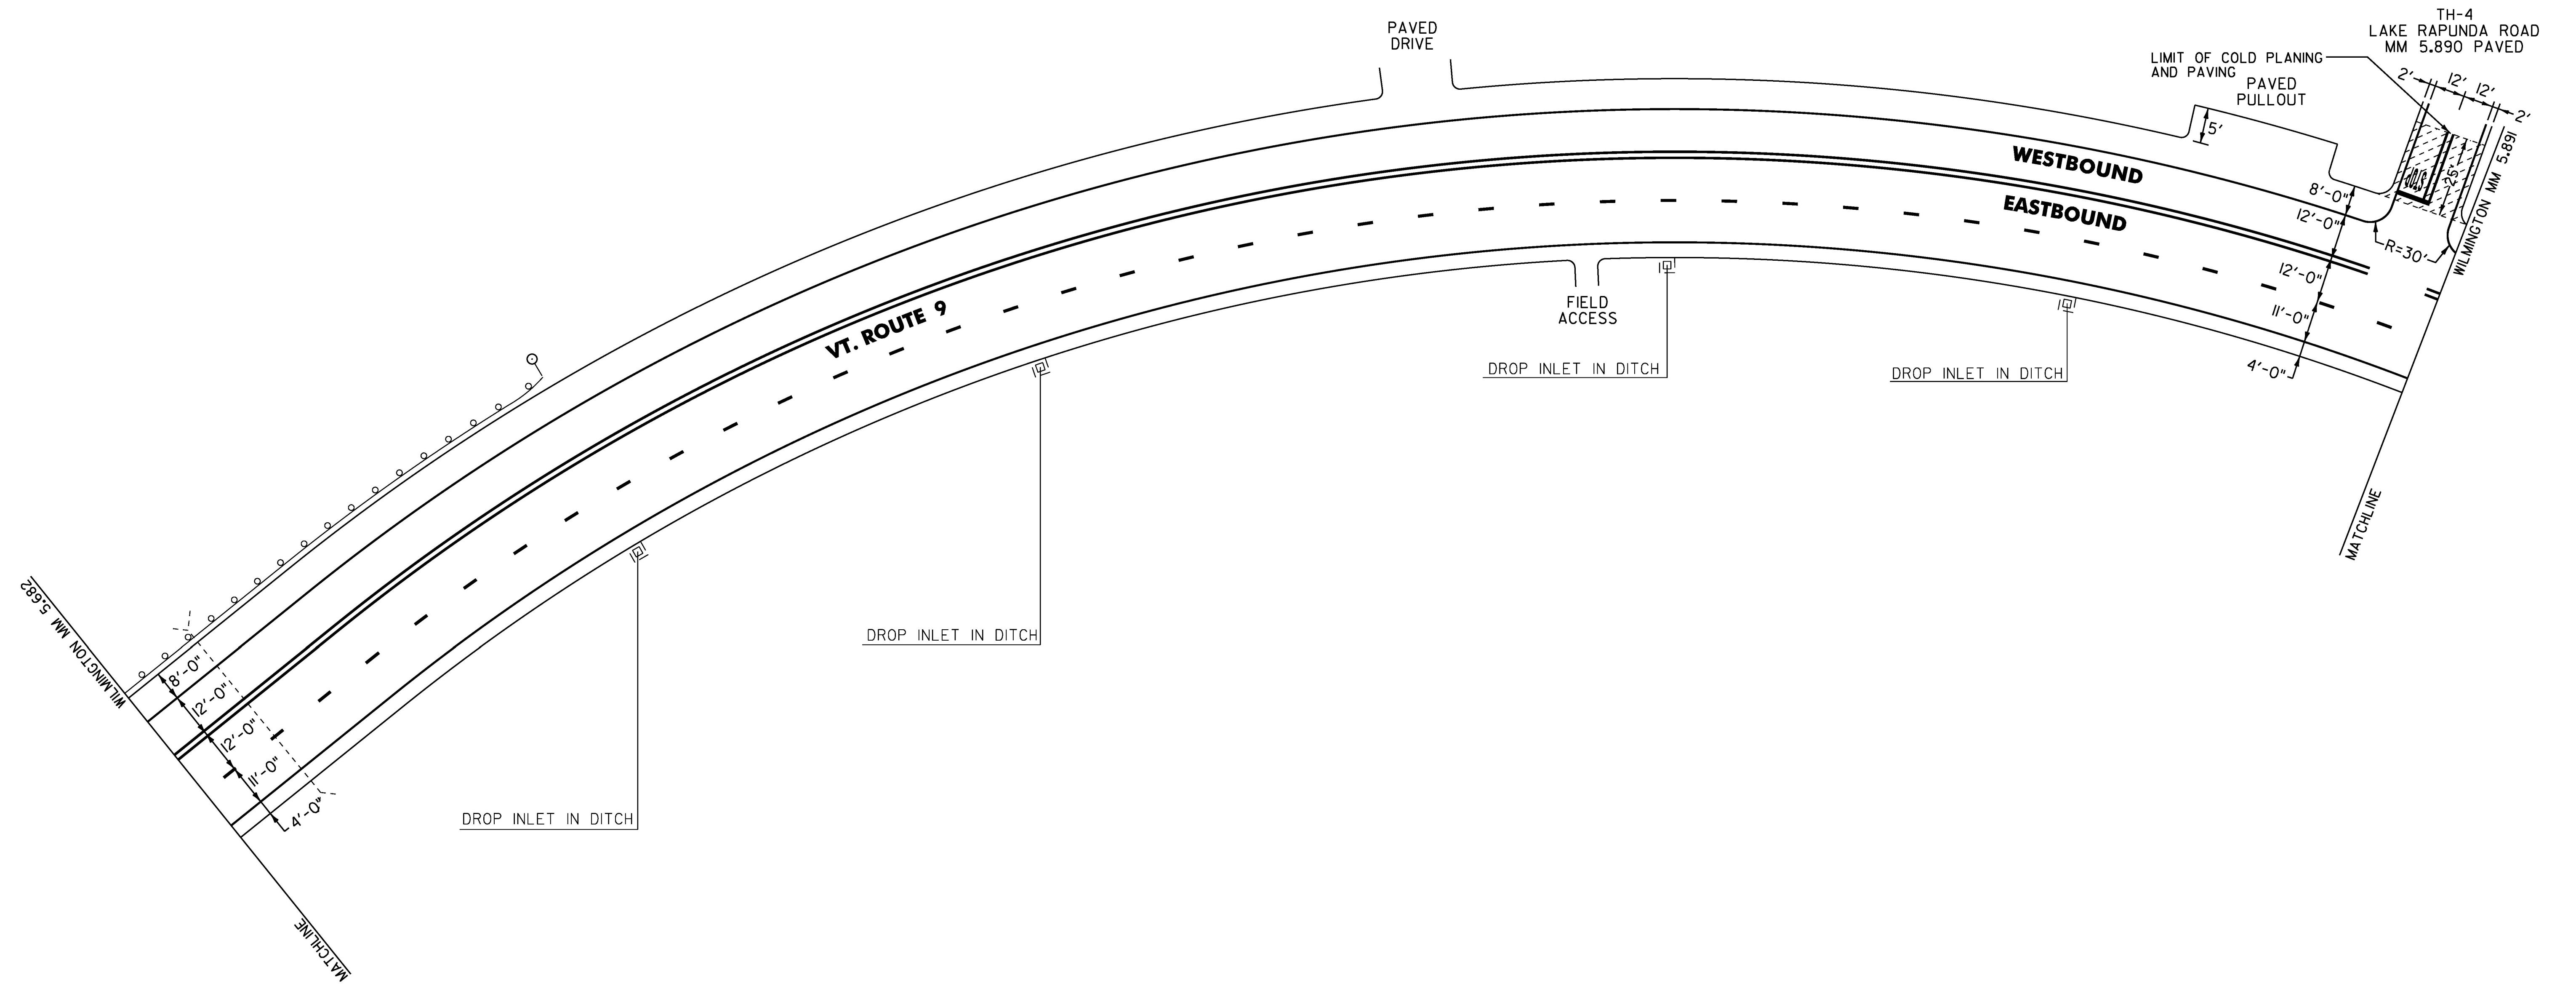 TH-4
LAKE RAPUNDA ROAD
MM 5.890 PAVED
PAVED
DRIVE
LIMIT OF COLD PLANING
AND PAVING
PAVED
PULLOUT
2'
12'
12'
2'
5'
STOP
25'
WILMINGTON MM 5.891
WESTBOUND
EASTBOUND
8'-0"
12'-0"
R=30'
12'-0"
11'-0"
4'-0"
VT. ROUTE 9
FIELD
ACCESS
DROP INLET IN DITCH
DROP INLET IN DITCH
MATCHLINE
DROP INLET IN DITCH
DROP INLET IN DITCH
WILMINGTON MM 5.682
8'-0"
12'-0"
12'-0"
11'-0"
4'-0"
MATCHLINE